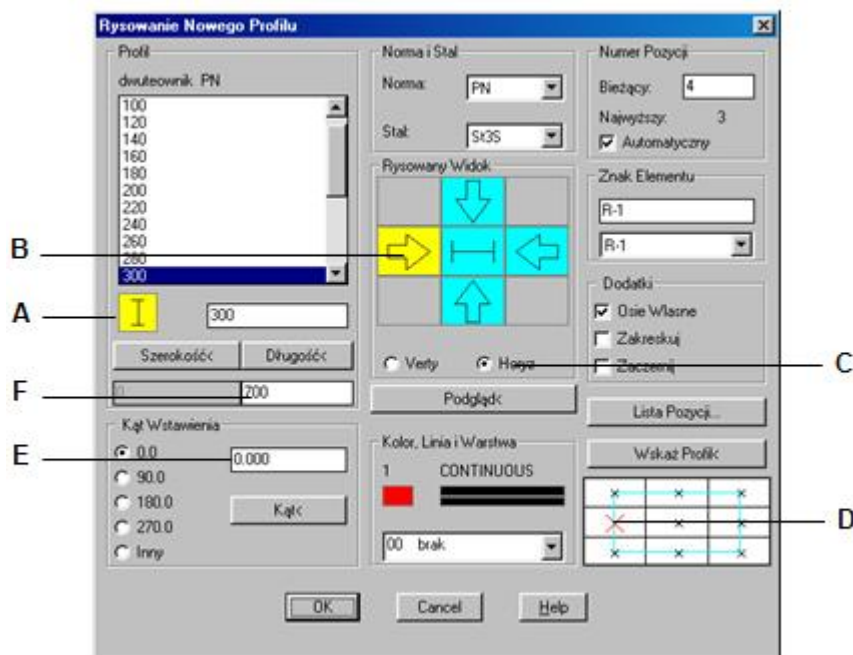 Rysowanie Nowego Profilu
Profil
dwuteownik PN
100
120
140
160
180
200
220
240
260
280
300
300
Szerokość<
Długość<
0
200
Kąt Wstawienia
0.0
90.0
180.0
270.0
Inny
0.000
Kąt<
Norma i Stal
Norma:
PN
Stal:
St3S
Rysowany Widok
Verty
Horyz
Podgląd<
Kolor, Linia i Warstwa
1 CONTINUOUS
00 brak
Numer Pozycji
Bieżący:
4
Najwyższy: 3
Automatyczny
Znak Elementu
R-1
R-1
Dodatki
Osie Własne
Zakreskuj
Zaczernij
Lista Pozycji...
Wskaż Profil<
OK
Cancel
Help
A
B
C
D
E
F